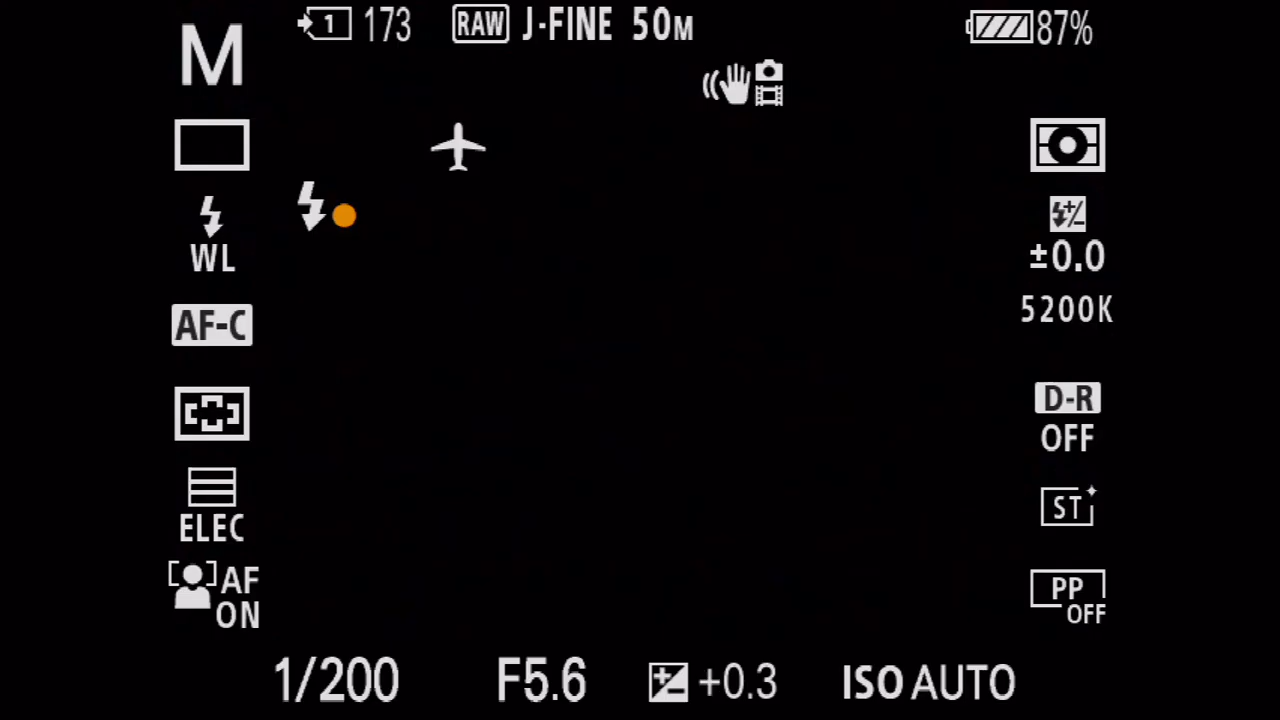 M 1 173 RAW J-FINE 50M 87%
WL
±0.0
5200K
AF-C
D-R
OFF
ELEC
ST
AF
ON
PP
OFF
1/200 F5.6 +0.3 ISO AUTO